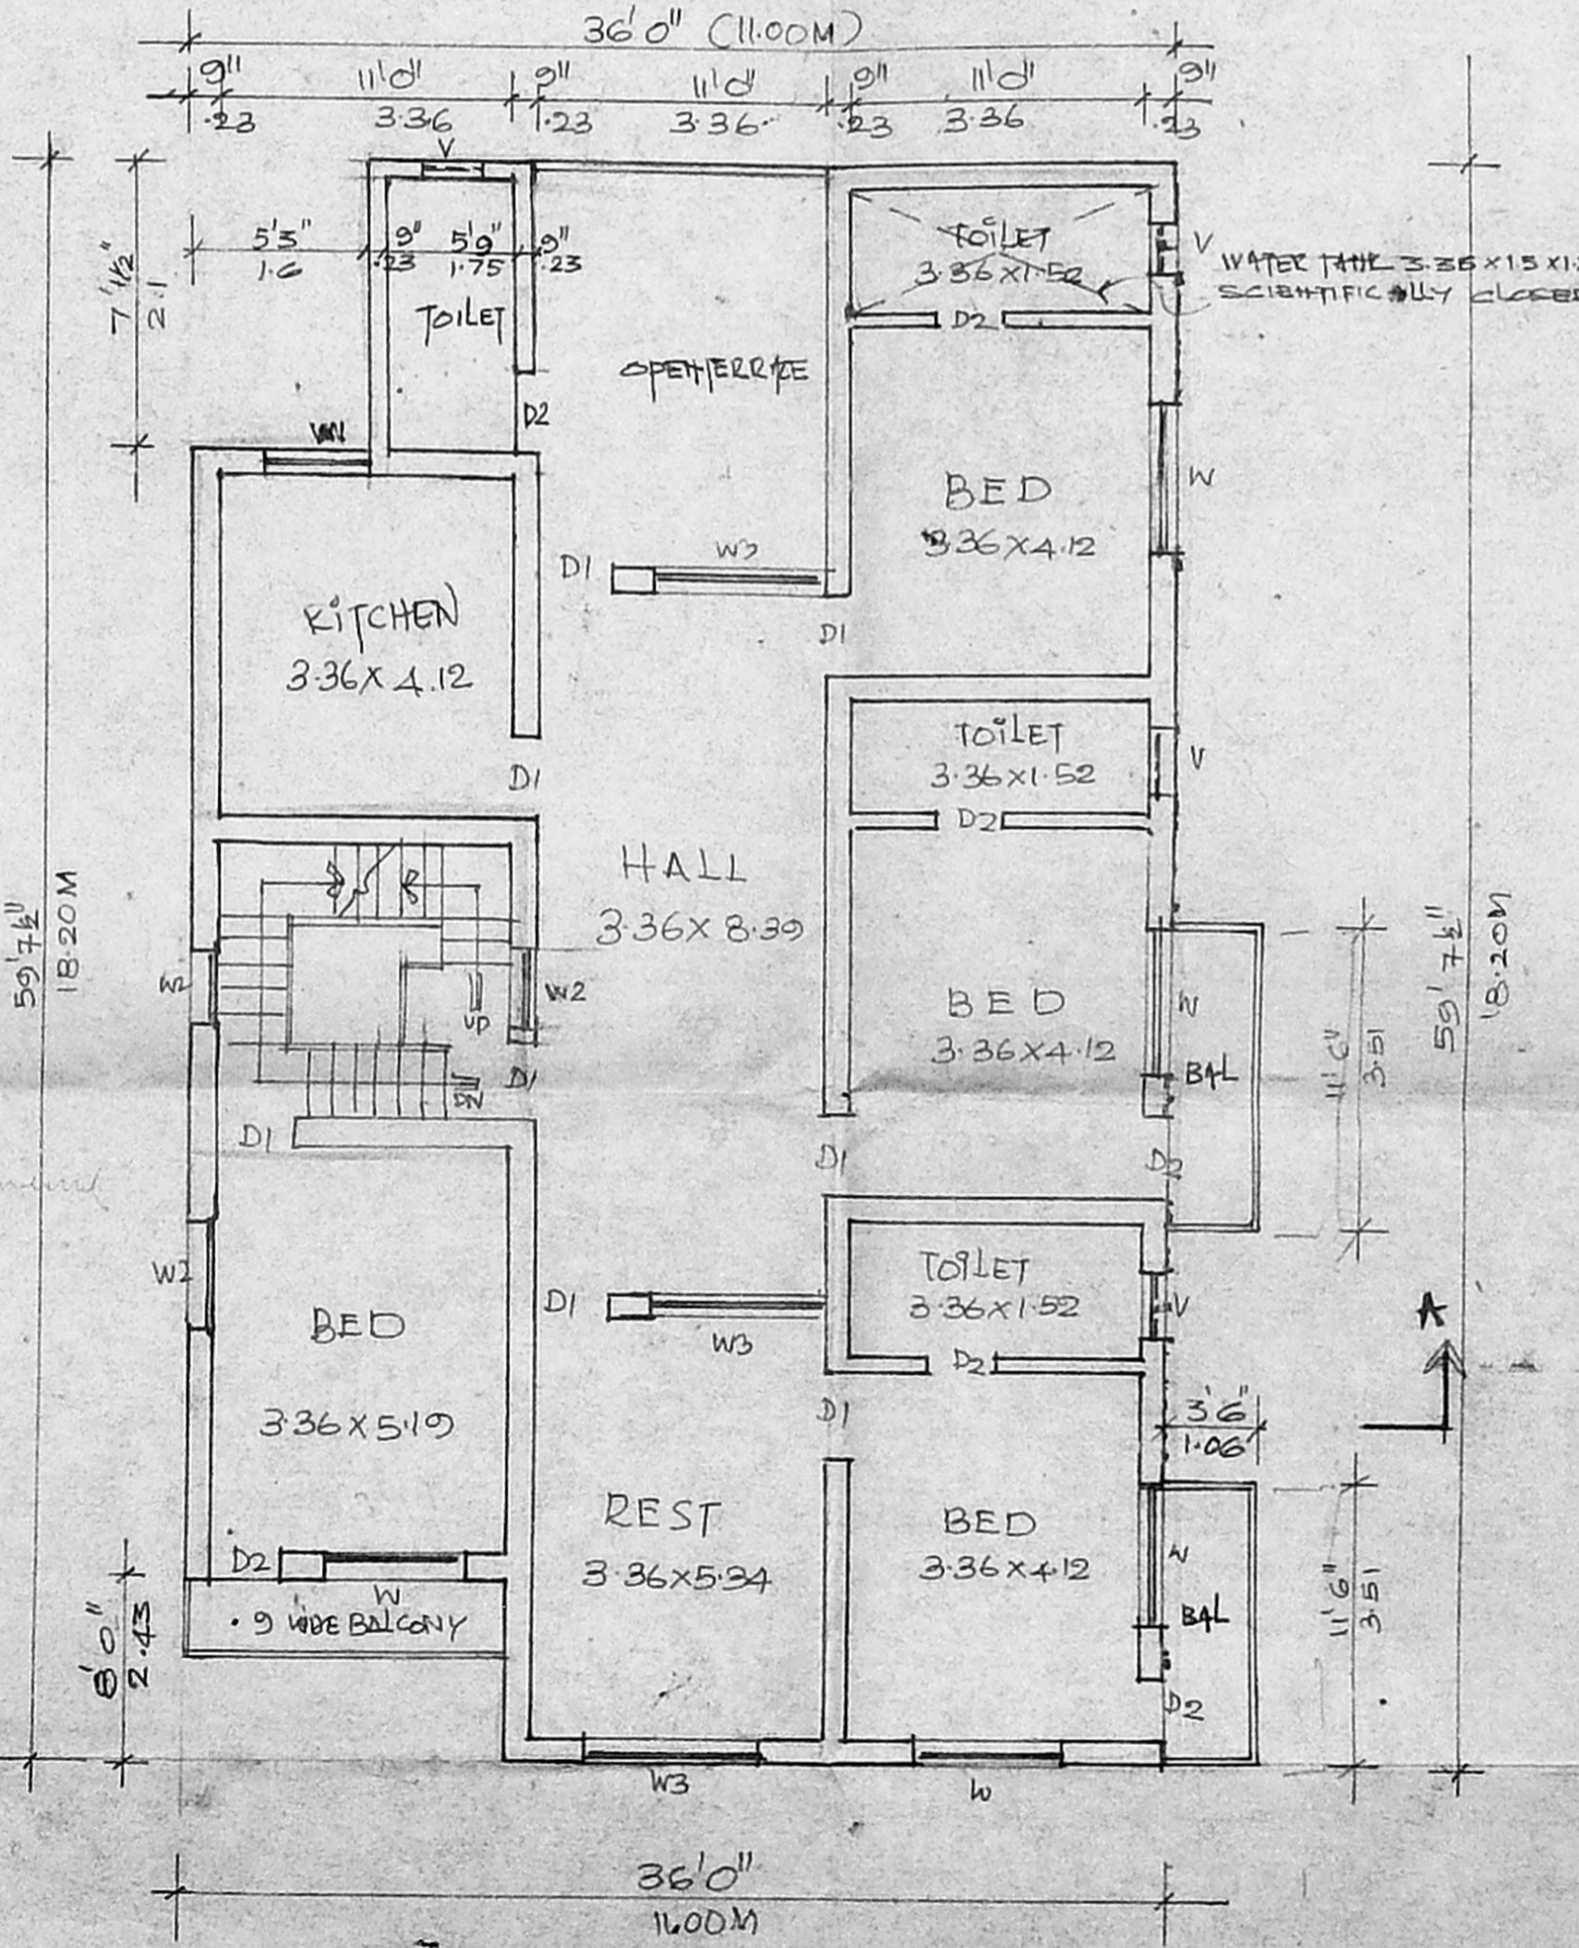 36'0" (11.00M)
9" 11'0" 9" 11'0" 9" 11'0" 9"
.23 3.36 .23 3.36 .23 3.36 .23
V
5'3" 9" 5'9" 9"
1.6 .23 1.75 .23
7'1½"
2.1
TOILET
TOILET
3.36X1.52
V
WATER TANK 3.36X1.5X1.
SCIENTIFICALLY CLOSED
D2
OPEN TERRACE
D2
BED
3.36X4.12
W
D1 W3
D1
KITCHEN
3.36X4.12
D1
TOILET
3.36X1.52
V
D2
HALL
3.36X8.39
59'7½"
18.20M
59'7½"
18.20M
W2
UP
W2
D1
BED
3.36X4.12
W
BAL
11'6"
3.51
D1
D1
D2
W2
BED
3.36X5.19
D1
W3
TOILET
3.36X1.52
V
D2
A
D1
3'6"
1.06
REST
3.36X5.34
BED
3.36X4.12
W
BAL
11'6"
3.51
D2
D2
W
.9 WIDE BALCONY
8'0"
2.43
W3
W
36'0"
11.00M